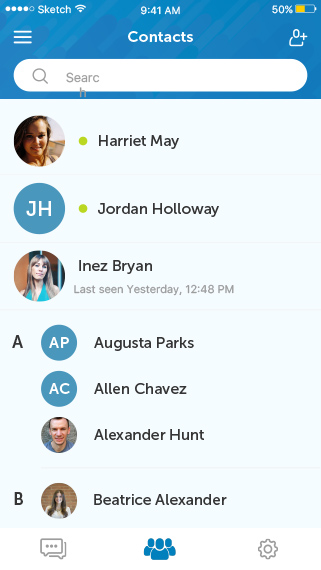 Sketch 9:41 AM 50%
Contacts
Searc
h
Harriet May
JH Jordan Holloway
Inez Bryan
Last seen Yesterday, 12:48 PM
A AP Augusta Parks
AC Allen Chavez
Alexander Hunt
B Beatrice Alexander